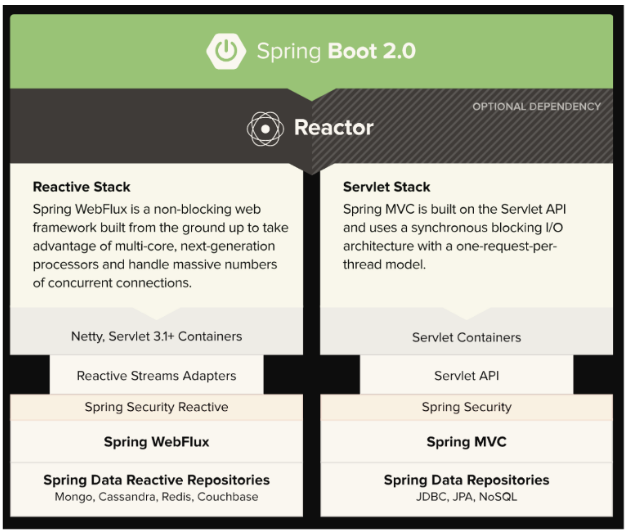 Spring Boot 2.0
OPTIONAL DEPENDENCY
Reactor
Reactive Stack
Spring WebFlux is a non-blocking web
framework built from the ground up to take
advantage of multi-core, next-generation
processors and handle massive numbers
of concurrent connections.
Servlet Stack
Spring MVC is built on the Servlet API
and uses a synchronous blocking I/O
architecture with a one-request-per-
thread model.
Netty, Servlet 3.1+ Containers
Servlet Containers
Reactive Streams Adapters
Servlet API
Spring Security Reactive
Spring Security
Spring WebFlux
Spring MVC
Spring Data Reactive Repositories
Mongo, Cassandra, Redis, Couchbase
Spring Data Repositories
JDBC, JPA, NoSQL